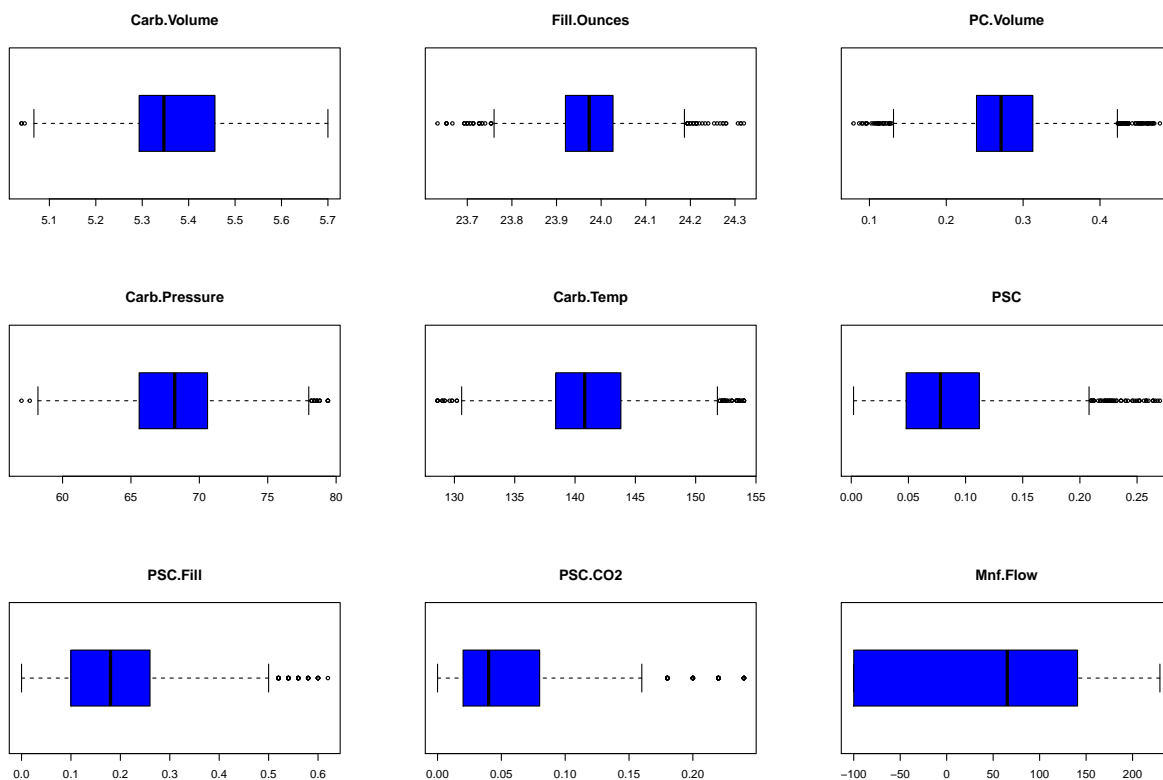 Carb.Volume
5.1 5.2 5.3 5.4 5.5 5.6 5.7
Fill.Ounces
23.7 23.8 23.9 24.0 24.1 24.2 24.3
PC.Volume
0.1 0.2 0.3 0.4
Carb.Pressure
60 65 70 75 80
Carb.Temp
130 135 140 145 150 155
PSC
0.00 0.05 0.10 0.15 0.20 0.25
PSC.Fill
0.0 0.1 0.2 0.3 0.4 0.5 0.6
PSC.CO2
0.00 0.05 0.10 0.15 0.20
Mnf.Flow
−100 −50 0 50 100 150 200